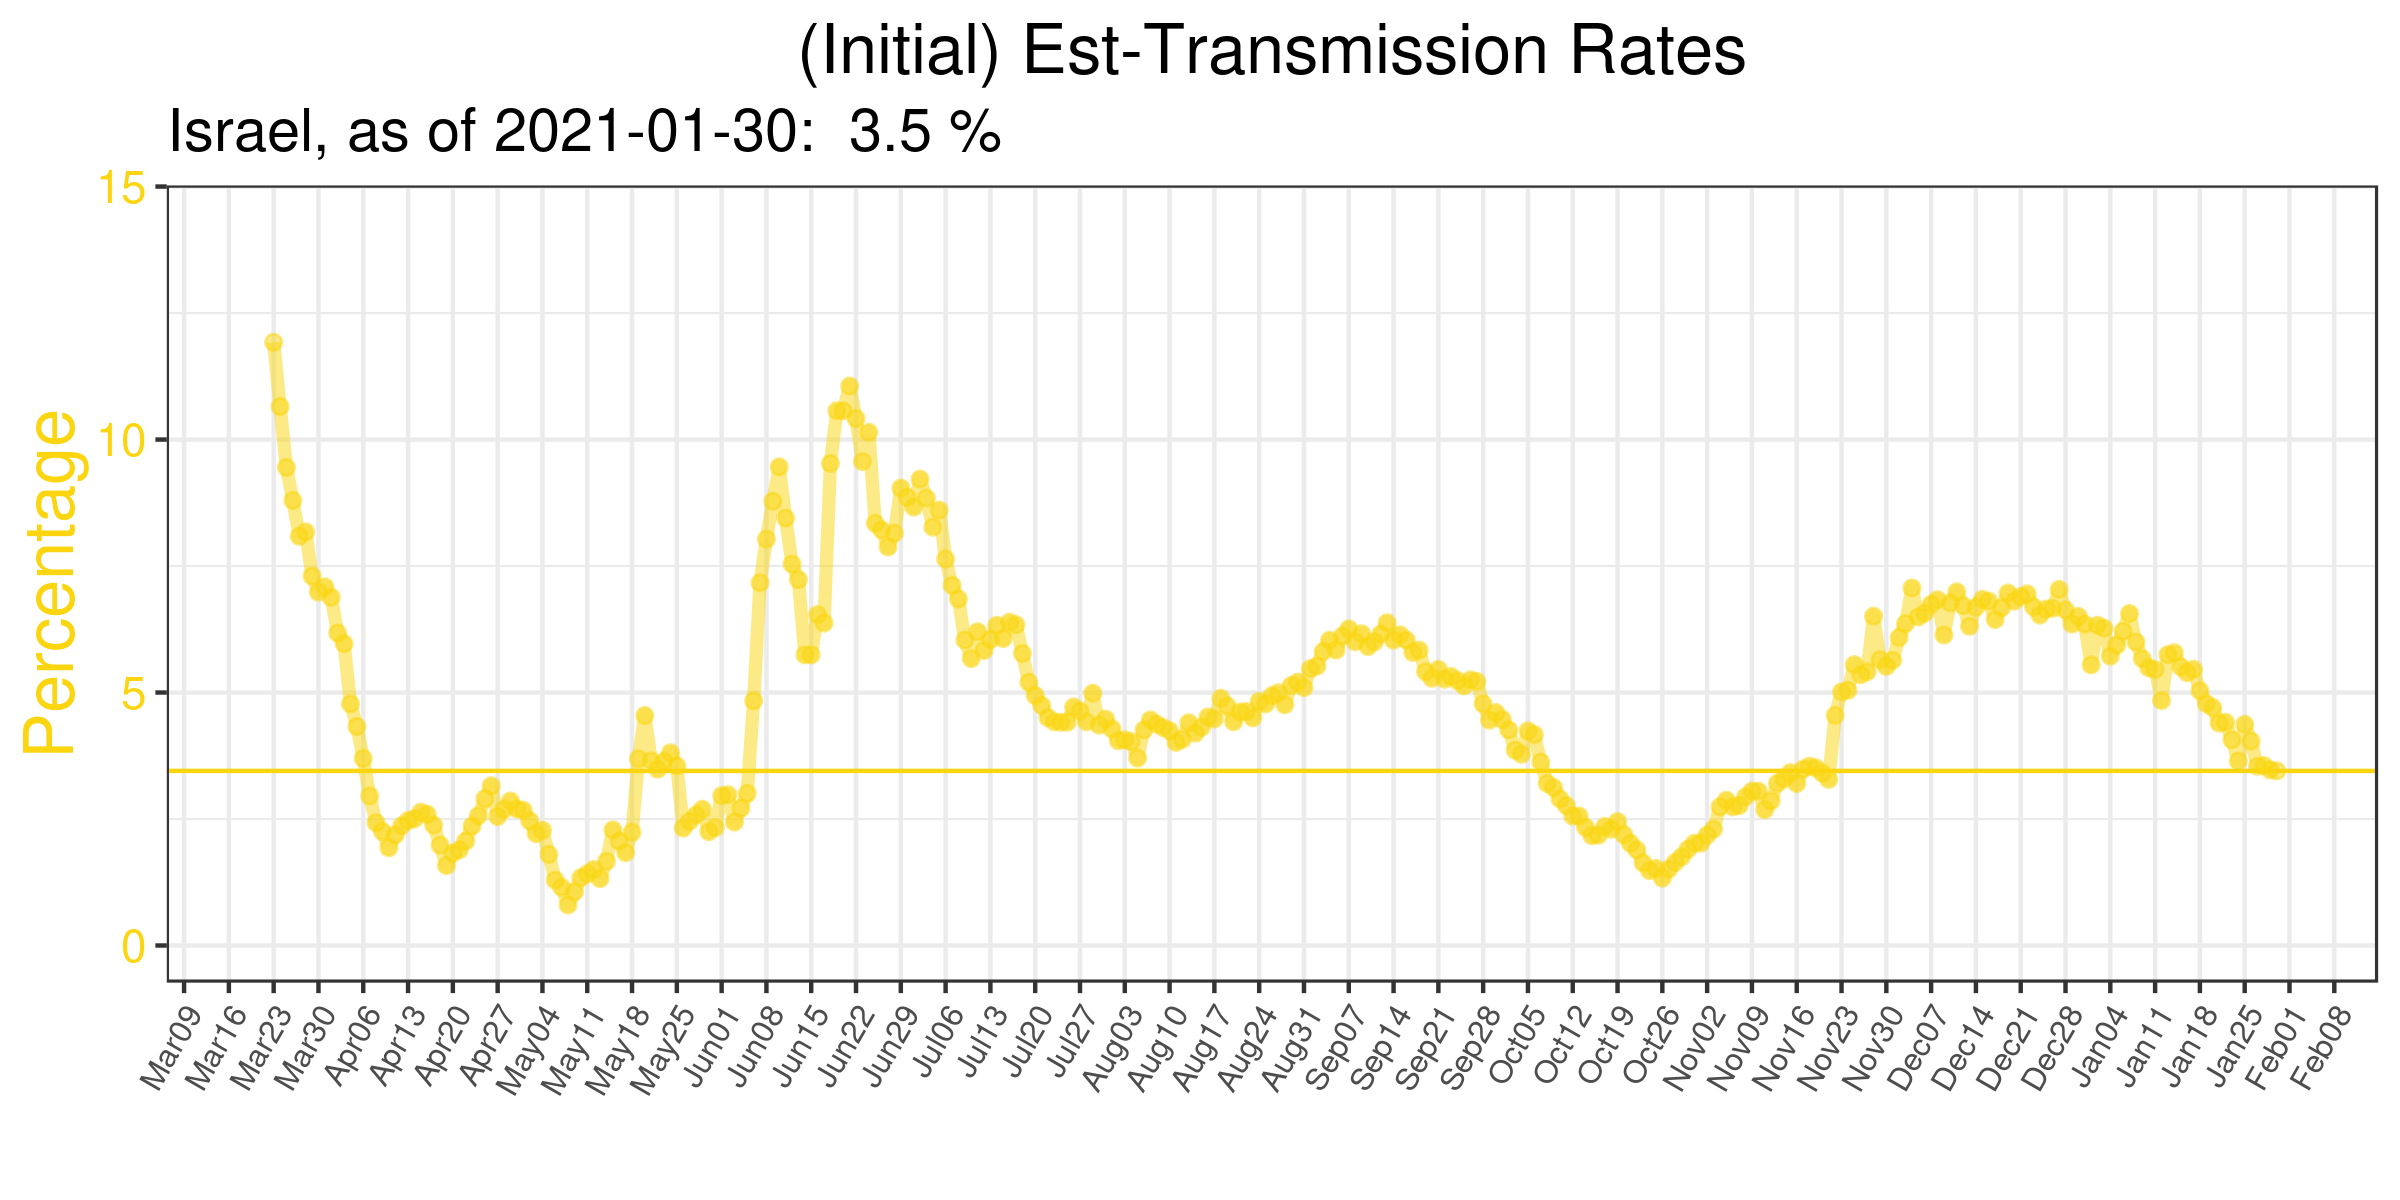 (Initial) Est-Transmission Rates
Israel, as of 2021-01-30:  3.5 %
Percentage
15
10
5
0
Mar09 Mar16 Mar23 Mar30 Apr06 Apr13 Apr20 Apr27 May04 May11 May18 May25 Jun01 Jun08 Jun15 Jun22 Jun29 Jul06 Jul13 Jul20 Jul27 Aug03 Aug10 Aug17 Aug24 Aug31 Sep07 Sep14 Sep21 Sep28 Oct05 Oct12 Oct19 Oct26 Nov02 Nov09 Nov16 Nov23 Nov30 Dec07 Dec14 Dec21 Dec28 Jan04 Jan11 Jan18 Jan25 Feb01 Feb08